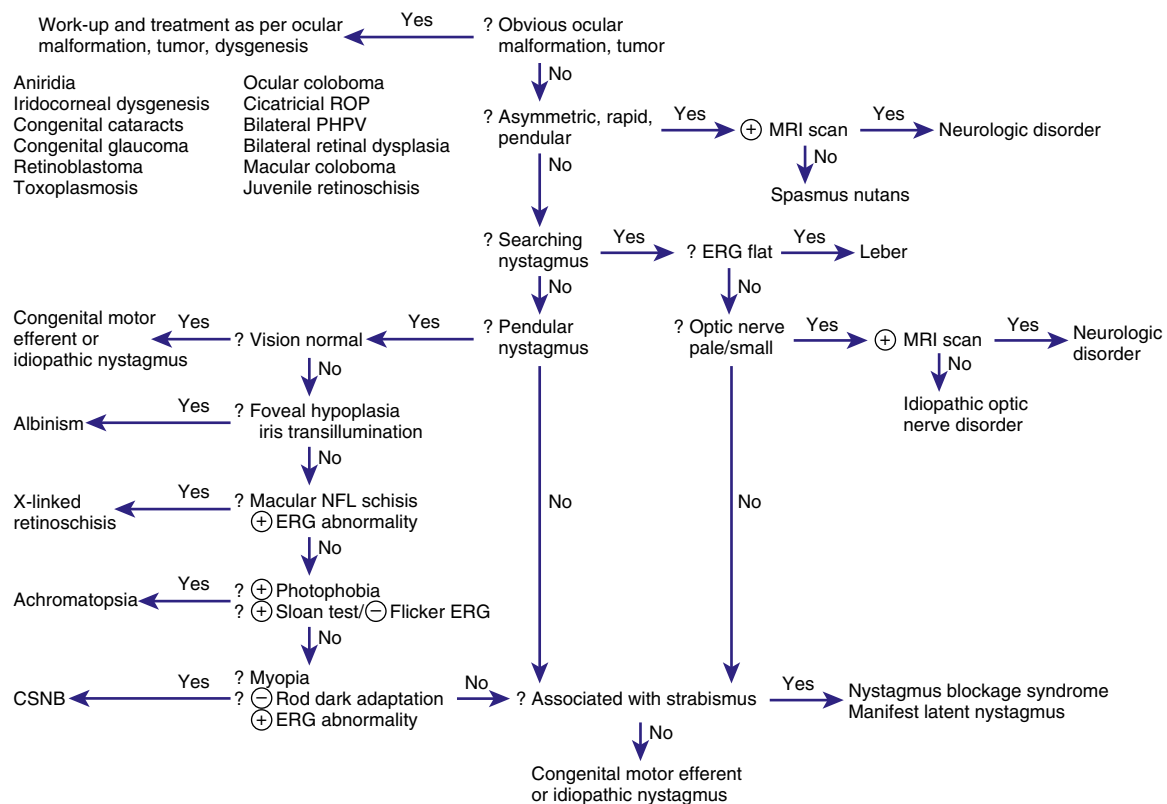 Work-up and treatment as per ocular
malformation, tumor, dysgenesis
Yes
? Obvious ocular
malformation, tumor
No
Aniridia
Iridocorneal dysgenesis
Congenital cataracts
Congenital glaucoma
Retinoblastoma
Toxoplasmosis
Ocular coloboma
Cicatricial ROP
Bilateral PHPV
Bilateral retinal dysplasia
Macular coloboma
Juvenile retinoschisis
? Asymmetric, rapid,
pendular
Yes
⊕ MRI scan
Yes
Neurologic disorder
No
Spasmus nutans
No
? Searching
nystagmus
Yes
? ERG flat
Yes
Leber
No
No
Congenital motor
efferent or
idiopathic nystagmus
Yes
? Vision normal
Yes
? Pendular
nystagmus
? Optic nerve
pale/small
Yes
⊕ MRI scan
Yes
Neurologic
disorder
No
Idiopathic optic
nerve disorder
No
Albinism
Yes
? Foveal hypoplasia
iris transillumination
No
X-linked
retinoschisis
Yes
? Macular NFL schisis
⊕ ERG abnormality
No
No
No
Achromatopsia
Yes
? ⊕ Photophobia
? ⊕ Sloan test/⊖ Flicker ERG
No
CSNB
Yes
? Myopia
? ⊖ Rod dark adaptation
⊕ ERG abnormality
No
? Associated with strabismus
Yes
Nystagmus blockage syndrome
Manifest latent nystagmus
No
Congenital motor efferent
or idiopathic nystagmus